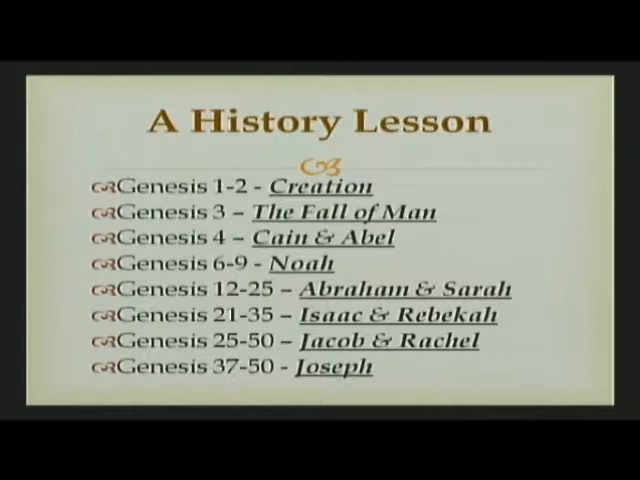 A History Lesson
Genesis 1-2 - Creation
Genesis 3 – The Fall of Man
Genesis 4 – Cain & Abel
Genesis 6-9 - Noah
Genesis 12-25 – Abraham & Sarah
Genesis 21-35 – Isaac & Rebekah
Genesis 25-50 – Jacob & Rachel
Genesis 37-50 - Joseph